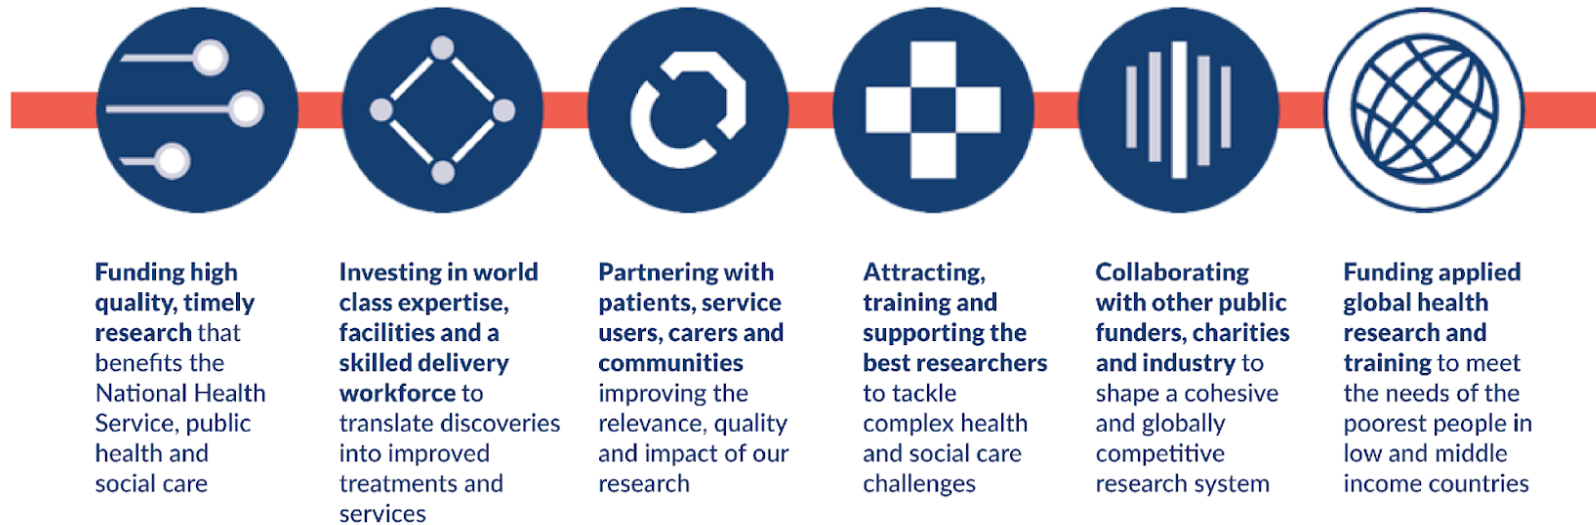 Funding high
quality, timely
research that
benefits the
National Health
Service, public
health and
social care
Investing in world
class expertise,
facilities and a
skilled delivery
workforce to
translate discoveries
into improved
treatments and
services
Partnering with
patients, service
users, carers and
communities
improving the
relevance, quality
and impact of our
research
Attracting,
training and
supporting the
best researchers
to tackle
complex health
and social care
challenges
Collaborating
with other public
funders, charities
and industry to
shape a cohesive
and globally
competitive
research system
Funding applied
global health
research and
training to meet
the needs of the
poorest people in
low and middle
income countries